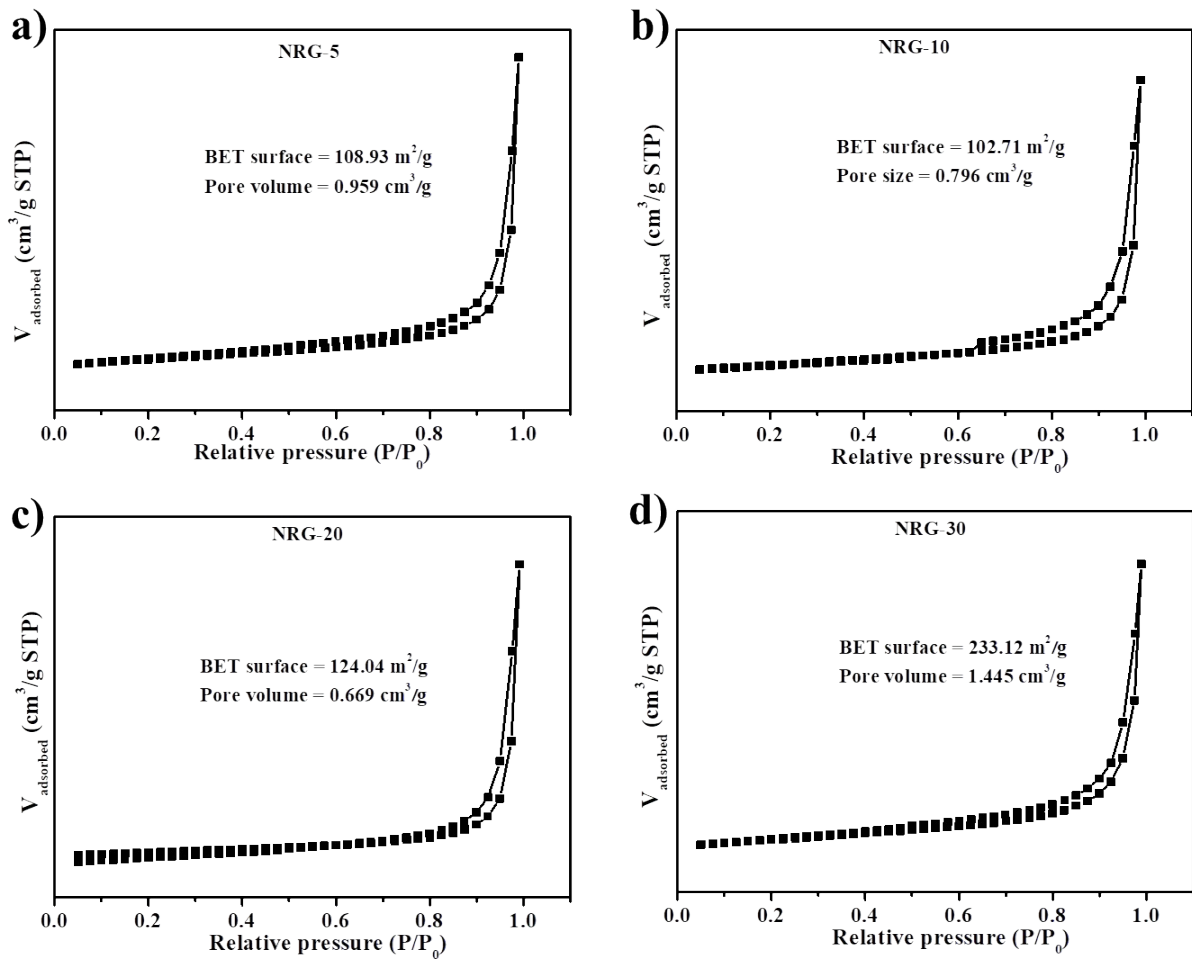 a)
NRG-5
BET surface = 108.93 m²/g
Pore volume = 0.959 cm³/g
V adsorbed (cm³/g STP)
0.0 0.2 0.4 0.6 0.8 1.0
Relative pressure (P/P₀)
b)
NRG-10
BET surface = 102.71 m²/g
Pore size = 0.796 cm³/g
V adsorbed (cm³/g STP)
0.0 0.2 0.4 0.6 0.8 1.0
Relative pressure (P/P₀)
c)
NRG-20
BET surface = 124.04 m²/g
Pore volume = 0.669 cm³/g
V adsorbed (cm³/g STP)
0.0 0.2 0.4 0.6 0.8 1.0
Relative pressure (P/P₀)
d)
NRG-30
BET surface = 233.12 m²/g
Pore volume = 1.445 cm³/g
V adsorbed (cm³/g STP)
0.0 0.2 0.4 0.6 0.8 1.0
Relative pressure (P/P₀)